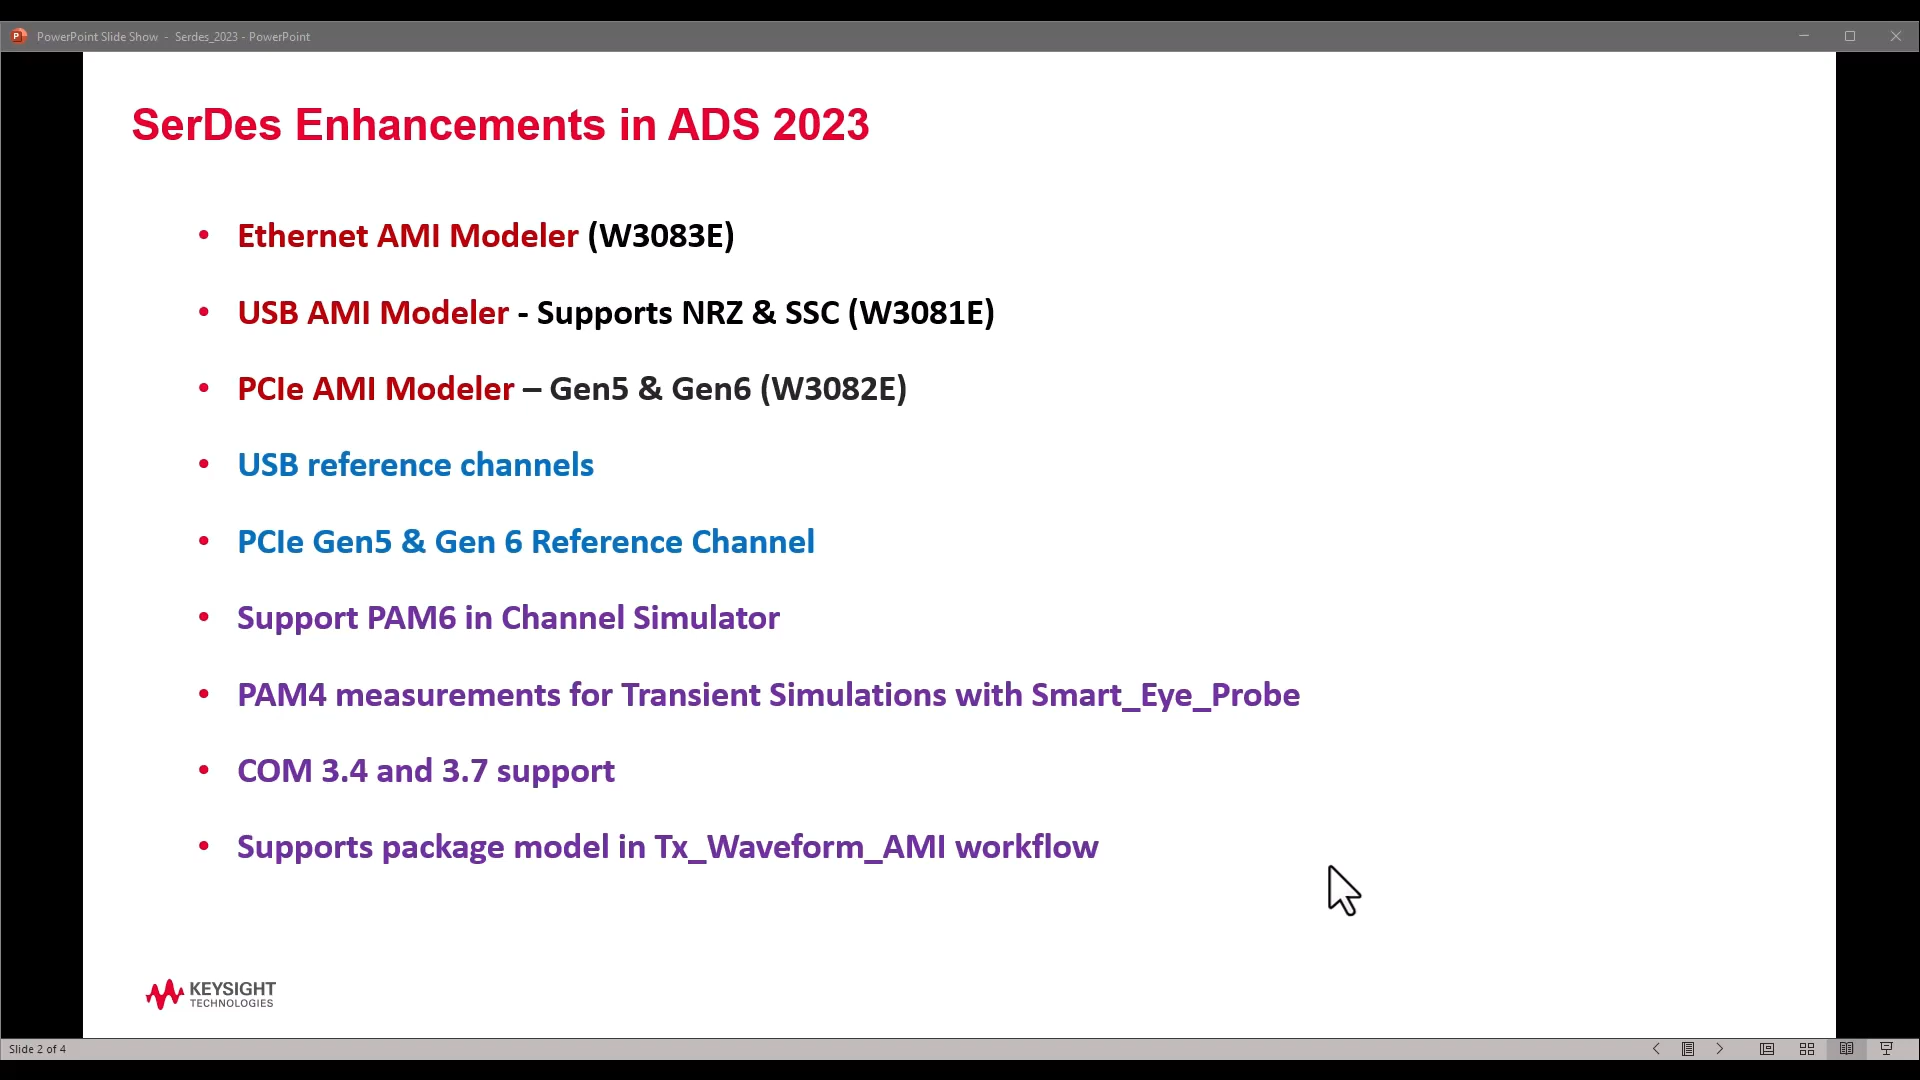 PowerPoint Slide Show - Serdes_2023 - PowerPoint
SerDes Enhancements in ADS 2023
• Ethernet AMI Modeler (W3083E)
• USB AMI Modeler - Supports NRZ & SSC (W3081E)
• PCIe AMI Modeler – Gen5 & Gen6 (W3082E)
• USB reference channels
• PCIe Gen5 & Gen 6 Reference Channel
• Support PAM6 in Channel Simulator
• PAM4 measurements for Transient Simulations with Smart_Eye_Probe
• COM 3.4 and 3.7 support
• Supports package model in Tx_Waveform_AMI workflow
KEYSIGHT
TECHNOLOGIES
Slide 2 of 4